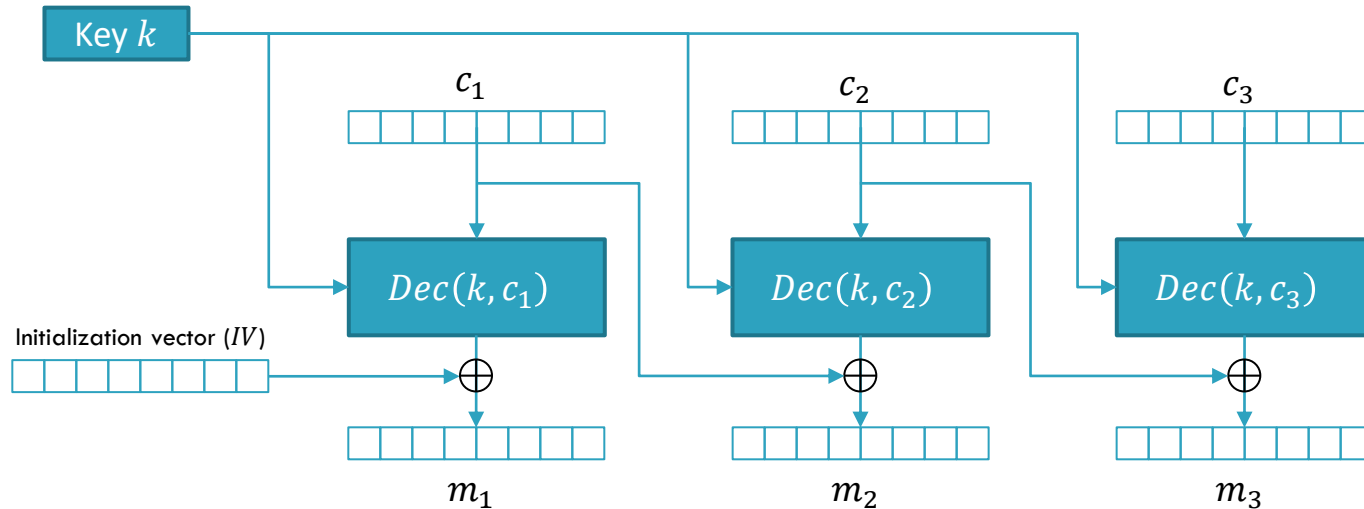 Key k
c₁
c₂
c₃
Dec(k, c₁)
Dec(k, c₂)
Dec(k, c₃)
Initialization vector (IV)
m₁
m₂
m₃